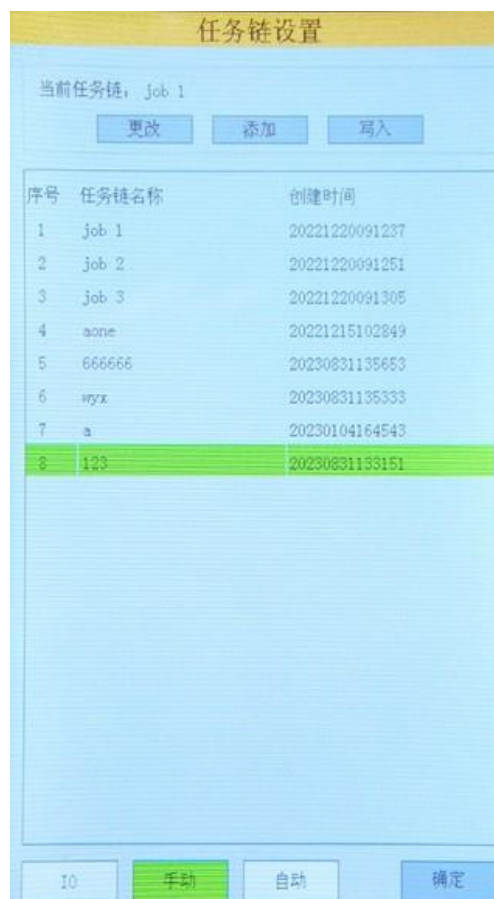 任务链设置
当前任务链， job 1
更改 添加 写入
序号 任务链名称 创建时间
1 job 1 20221220091237
2 job 2 20221220091251
3 job 3 20221220091305
4 aone 20221215102849
5 666666 20230831135653
6 wyx 20230831135333
7 a 20230104164543
8 123 20230831133151
IO 手动 自动 确定